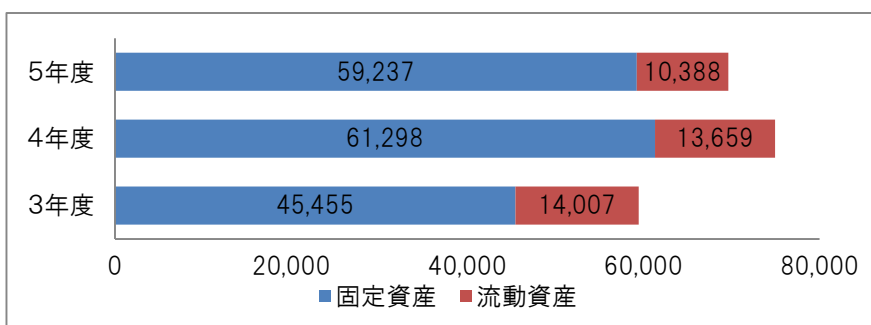 5年度 59,237 10,388
4年度 61,298 13,659
3年度 45,455 14,007
0 20,000 40,000 60,000 80,000
固定資産 流動資産